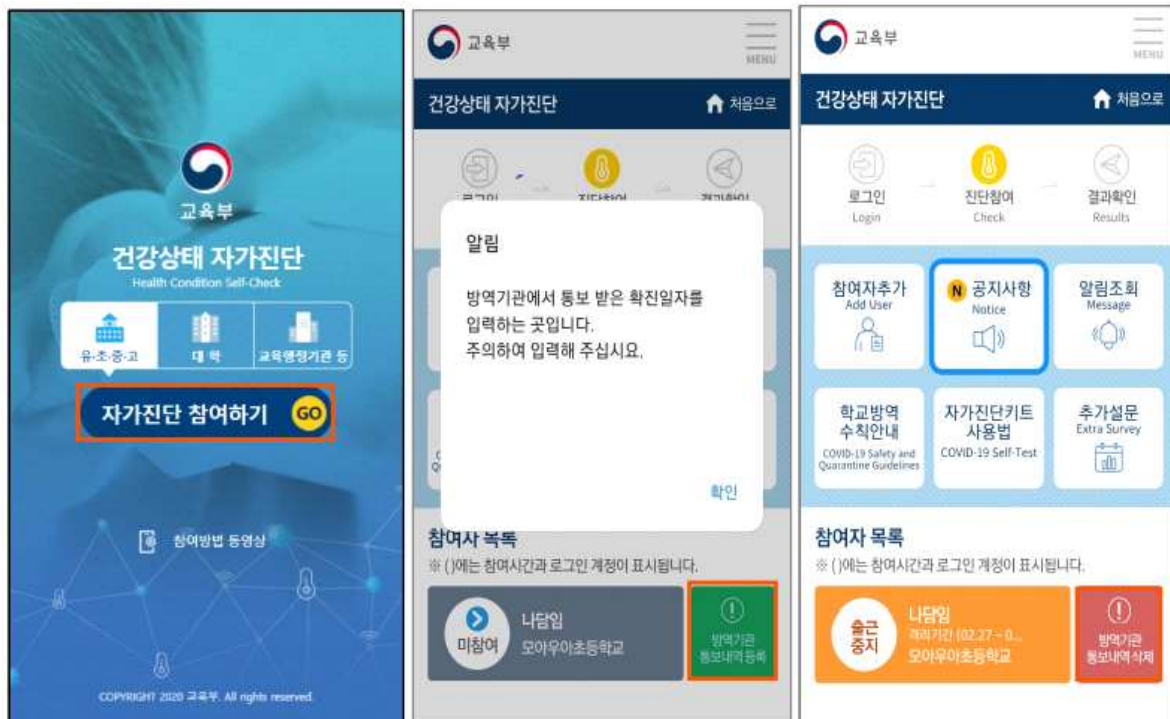 교육부
건강상태 자가진단
Health Condition Self-Check
유·초·중·고
대 학
교육행정기관 등
자가진단 참여하기 GO
참여방법 동영상
COPYRIGHT 2020 교육부. All rights reserved.
교육부
MENU
건강상태 자가진단
처음으로
알림
방역기관에서 통보 받은 확진일자를
입력하는 곳입니다.
주의하여 입력해 주십시요.
확인
참여자 목록
※ ( )에는 참여시간과 로그인 계정이 표시됩니다.
미참여
나담임
모아우아초등학교
방역기관
통보내역 등록
교육부
MENU
건강상태 자가진단
처음으로
로그인
Login
진단참여
Check
결과확인
Results
참여자추가
Add User
N 공지사항
Notice
알림조회
Message
학교방역
수칙안내
COVID-19 Safety and
Quarantine Guidelines
자가진단키트
사용법
COVID-19 Self-Test
추가설문
Extra Survey
참여자 목록
※ ( )에는 참여시간과 로그인 계정이 표시됩니다.
출근
중지
나담임
격리기간 (02.27 ~ 0...
모아우아초등학교
방역기관
통보내역 삭제